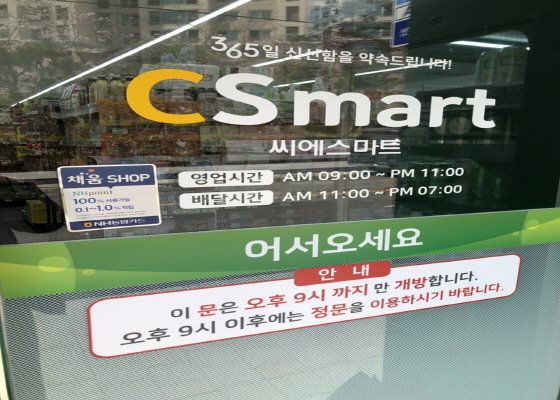 365일 신선함을 약속드립니다!
CSmart
씨에스마트
영업시간 AM 09:00 ~ PM 11:00
배달시간 AM 11:00 ~ PM 07:00
채움 SHOP
NHpoint
100% 사용가능
0.1~1.0% 적립
NH농협카드
어서오세요
안 내
이 문은 오후 9시 까지 만 개방합니다.
오후 9시 이후에는 정문을 이용하시기 바랍니다.